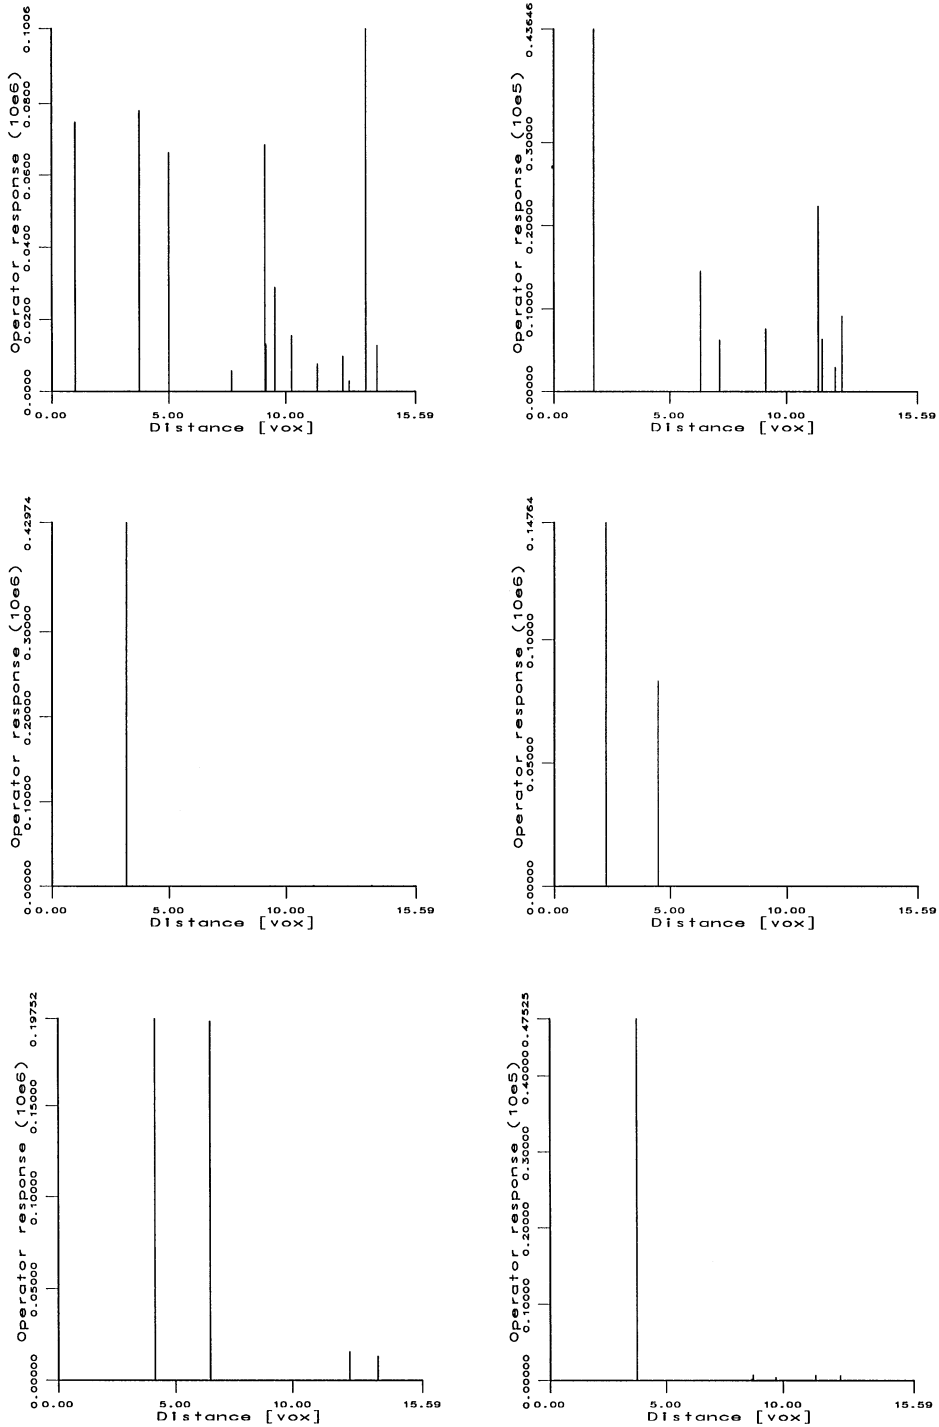 Operator response (10e6)
0.1006
0.0800
0.0600
0.0400
0.0200
0.0000
0.00 5.00 10.00 15.59
Distance [vox]
Operator response (10e5)
0.43646
0.30000
0.20000
0.10000
0.00000
0.00 5.00 10.00 15.59
Distance [vox]
Operator response (10e6)
0.42974
0.30000
0.20000
0.10000
0.00000
0.00 5.00 10.00 15.59
Distance [vox]
Operator response (10e6)
0.14764
0.10000
0.05000
0.00000
0.00 5.00 10.00 15.59
Distance [vox]
Operator response (10e6)
0.19752
0.15000
0.10000
0.05000
0.00000
0.00 5.00 10.00 15.59
Distance [vox]
Operator response (10e5)
0.47525
0.40000
0.30000
0.20000
0.10000
0.00000
0.00 5.00 10.00 15.59
Distance [vox]